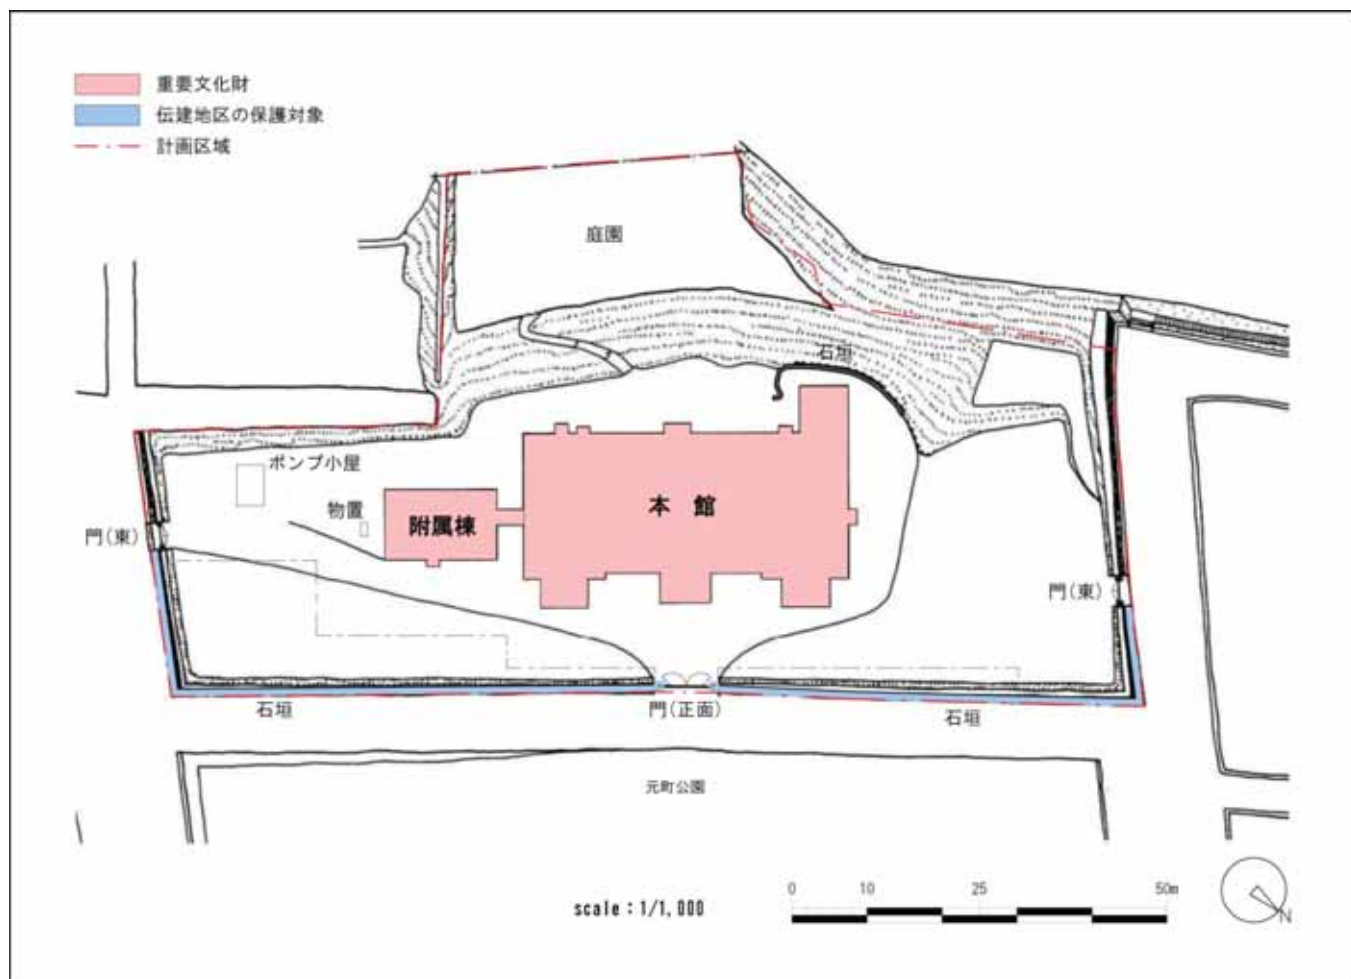 重要文化財
伝建地区の保護対象
計画区域
庭園
石垣
ポンプ小屋
物置
附属棟
本 館
門(東)
門(東)
石垣
門(正面)
石垣
元町公園
scale:1/1,000
0 10 25 50m
N